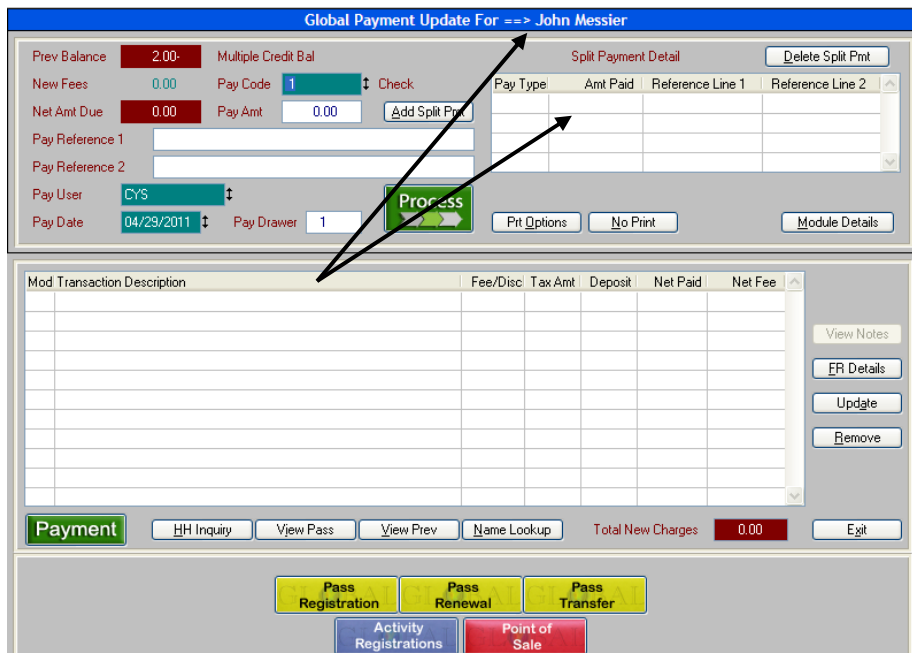 Global Payment Update For ==> John Messier
Prev Balance 2.00- Multiple Credit Bal Split Payment Detail Delete Split Pmt
New Fees 0.00 Pay Code 1 Check Pay Type Amt Paid Reference Line 1 Reference Line 2
Net Amt Due 0.00 Pay Amt 0.00 Add Split Pmt
Pay Reference 1
Pay Reference 2
Pay User CYS Process
Pay Date 04/29/2011 Pay Drawer 1 Prt Options No Print Module Details
Mod Transaction Description Fee/Disc Tax Amt Deposit Net Paid Net Fee
View Notes
FR Details
Update
Remove
Payment HH Inquiry View Pass View Prev Name Lookup Total New Charges 0.00 Exit
Pass Registration Pass Renewal Pass Transfer
Activity Registrations Point of Sale